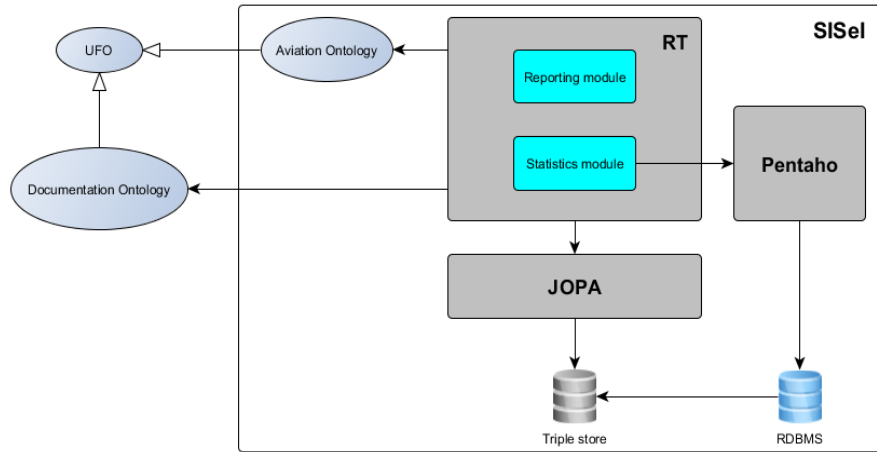 SISel
UFO
Aviation Ontology
RT
Reporting module
Statistics module
Pentaho
Documentation Ontology
JOPA
Triple store
RDBMS